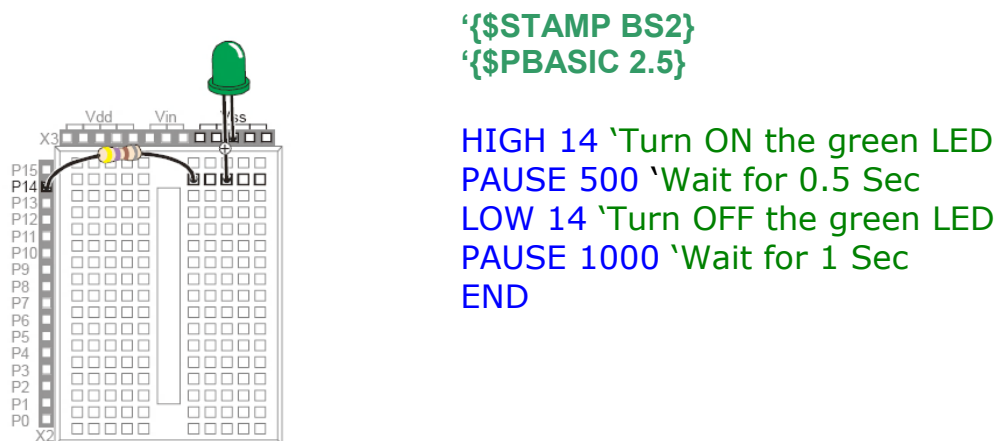 ‘{$STAMP BS2}
‘{$PBASIC 2.5}
HIGH 14 ‘Turn ON the green LED
PAUSE 500 ‘Wait for 0.5 Sec
LOW 14 ‘Turn OFF the green LED
PAUSE 1000 ‘Wait for 1 Sec
END
Vdd Vin Vss
X3
P15
P14
P13
P12
P11
P10
P9
P8
P7
P6
P5
P4
P3
P2
P1
P0
X2